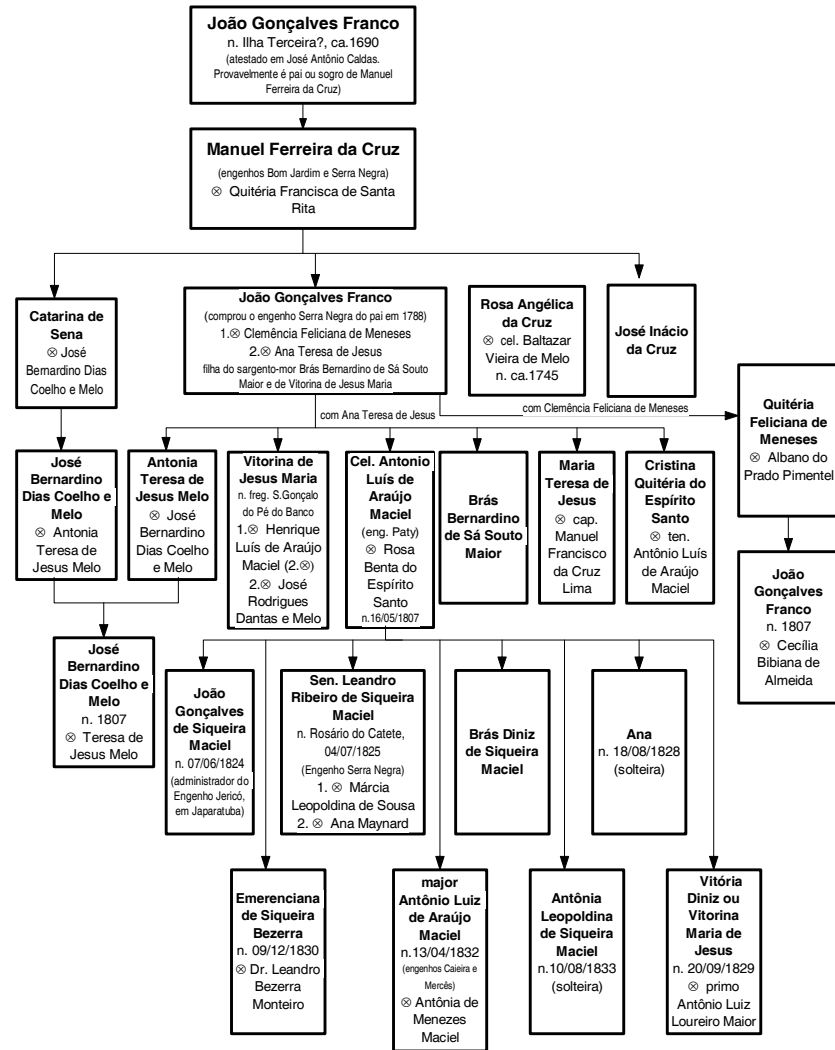 João Gonçalves Franco
n. Ilha Terceira?, ca.1690
(atestado em José Antônio Caldas.
Provavelmente é pai ou sogro de Manuel
Ferreira da Cruz)
Manuel Ferreira da Cruz
(engenhos Bom Jardim e Serra Negra)
⊗ Quitéria Francisca de Santa
Rita
Catarina de
Sena
⊗ José
Bernardino Dias
Coelho e Melo
João Gonçalves Franco
(comprou o engenho Serra Negra do pai em 1788)
1.⊗ Clemência Feliciana de Meneses
2.⊗ Ana Teresa de Jesus
filha do sargento-mor Brás Bernardino de Sá Souto
Maior e de Vitorina de Jesus Maria
Rosa Angélica
da Cruz
⊗ cel. Baltazar
Vieira de Melo
n. ca.1745
José Inácio
da Cruz
com Ana Teresa de Jesus
com Clemência Feliciana de Meneses
Quitéria
Feliciana de
Meneses
⊗ Albano do
Prado Pimentel
José
Bernardino
Dias Coelho e
Melo
⊗ Antonia
Teresa de
Jesus Melo
Antonia
Teresa de
Jesus Melo
⊗ José
Bernardino
Dias Coelho
e Melo
Vitorina de
Jesus Maria
n. freg. S.Gonçalo
do Pé do Banco
1.⊗ Henrique
Luís de Araújo
Maciel (2.⊗)
2.⊗ José
Rodrigues
Dantas e Melo
Cel. Antonio
Luís de
Araújo
Maciel
(eng. Paty)
⊗ Rosa
Benta do
Espírito
Santo
n.16/05/1807
Brás
Bernardino
de Sá Souto
Maior
Maria
Teresa de
Jesus
⊗ cap.
Manuel
Francisco
da Cruz
Lima
Cristina
Quitéria do
Espírito
Santo
⊗ ten.
Antônio Luís
de Araújo
Maciel
João
Gonçalves
Franco
n. 1807
⊗ Cecília
Bibiana de
Almeida
José
Bernardino
Dias Coelho e
Melo
n. 1807
⊗ Teresa de
Jesus Melo
João
Gonçalves
de Siqueira
Maciel
n. 07/06/1824
(administrador do
Engenho Jericó,
em Japaratuba)
Sen. Leandro
Ribeiro de Siqueira
Maciel
n. Rosário do Catete,
04/07/1825
(Engenho Serra Negra)
1. ⊗ Márcia
Leopoldina de Sousa
2. ⊗ Ana Maynard
Brás Diniz
de Siqueira
Maciel
Ana
n. 18/08/1828
(solteira)
Emerenciana
de Siqueira
Bezerra
n. 09/12/1830
⊗ Dr. Leandro
Bezerra
Monteiro
major
Antônio Luiz
de Araújo
Maciel
n.13/04/1832
(engenhos Caieira e
Mercês)
⊗ Antônia de
Menezes
Maciel
Antônia
Leopoldina
de Siqueira
Maciel
n.10/08/1833
(solteira)
Vitória
Diniz ou
Vitorina
Maria de
Jesus
n. 20/09/1829
⊗ primo
Antônio Luiz
Loureiro Maior